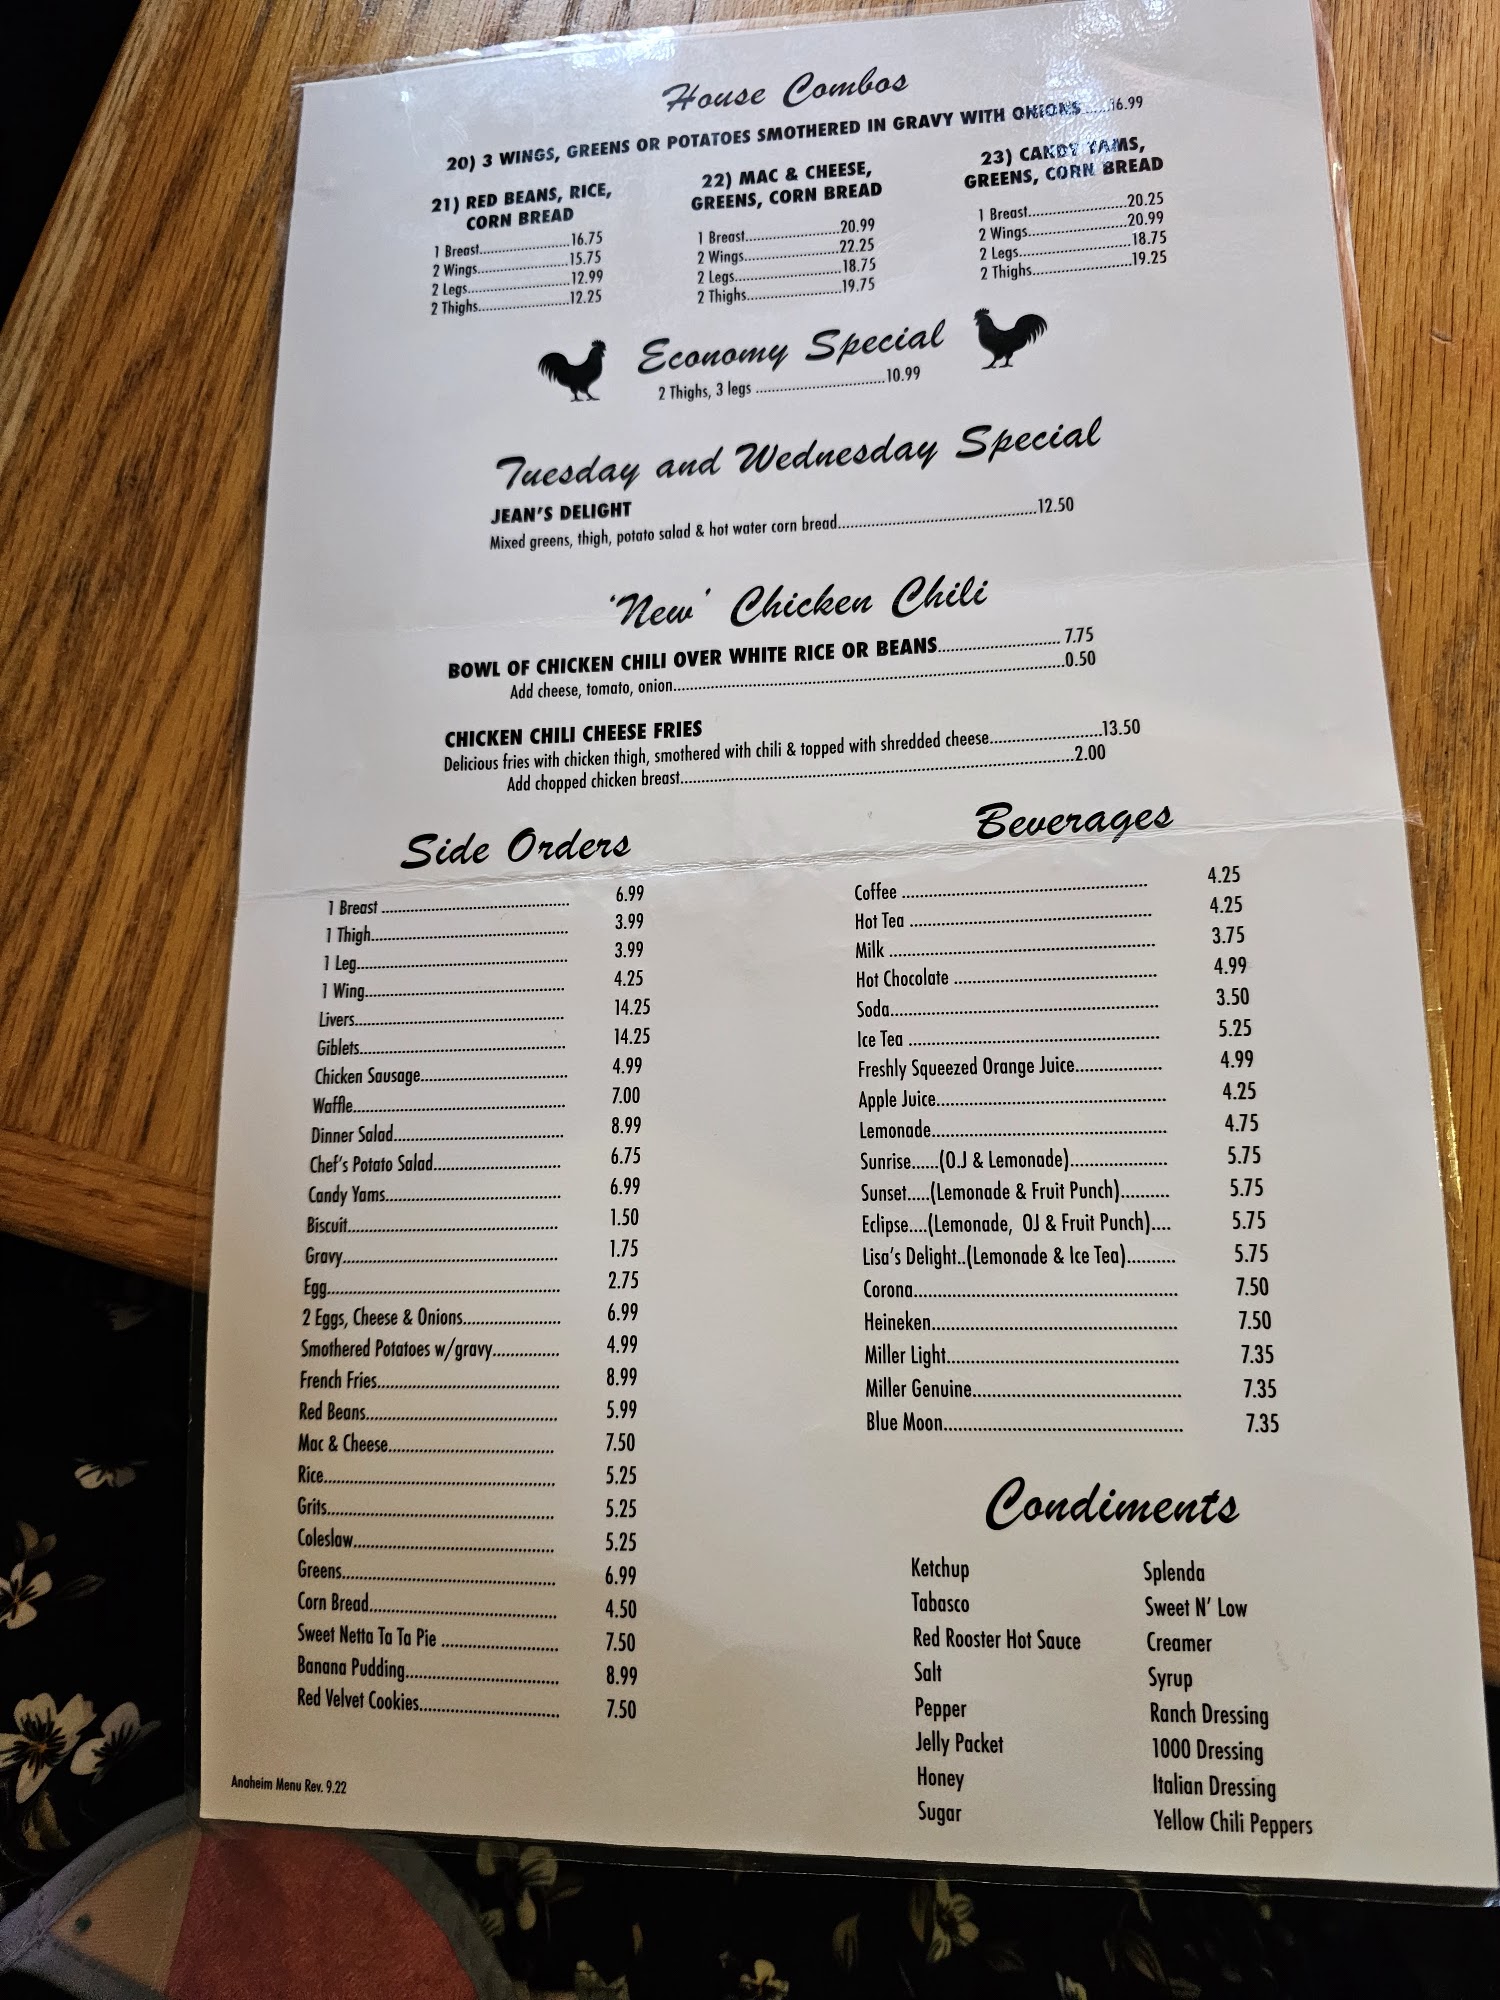 House Combos
20) 3 WINGS, GREENS OR POTATOES SMOTHERED IN GRAVY WITH ONIONS.....16.99
21) RED BEANS, RICE,
CORN BREAD
1 Breast.......................16.75
2 Wings.......................15.75
2 Legs.........................12.99
2 Thighs.......................12.25
22) MAC & CHEESE,
GREENS, CORN BREAD
1 Breast.......................20.99
2 Wings.......................22.25
2 Legs.........................18.75
2 Thighs.......................19.75
23) CANDY YAMS,
GREENS, CORN BREAD
1 Breast.......................20.25
2 Wings.......................20.99
2 Legs.........................18.75
2 Thighs.......................19.25
Economy Special
2 Thighs, 3 legs ................................10.99
Tuesday and Wednesday Special
JEAN'S DELIGHT
Mixed greens, thigh, potato salad & hot water corn bread..................................................12.50
'New' Chicken Chili
BOWL OF CHICKEN CHILI OVER WHITE RICE OR BEANS............................. 7.75
Add cheese, tomato, onion.......................................................................0.50
CHICKEN CHILI CHEESE FRIES
Delicious fries with chicken thigh, smothered with chili & topped with shredded cheese...........................13.50
Add chopped chicken breast.......................................................................2.00
Side Orders
1 Breast ............................................... 6.99
1 Thigh................................................. 3.99
1 Leg.................................................... 3.99
1 Wing.................................................. 4.25
Livers.................................................... 14.25
Giblets................................................... 14.25
Chicken Sausage..................................... 4.99
Waffle.................................................... 7.00
Dinner Salad........................................... 8.99
Chef's Potato Salad................................ 6.75
Candy Yams............................................ 6.99
Biscuit.................................................... 1.50
Gravy..................................................... 1.75
Egg......................................................... 2.75
2 Eggs, Cheese & Onions......................... 6.99
Smothered Potatoes w/gravy................. 4.99
French Fries............................................. 8.99
Red Beans................................................ 5.99
Mac & Cheese.......................................... 7.50
Rice......................................................... 5.25
Grits........................................................ 5.25
Coleslaw.................................................. 5.25
Greens..................................................... 6.99
Corn Bread............................................... 4.50
Sweet Netta Ta Ta Pie ............................. 7.50
Banana Pudding....................................... 8.99
Red Velvet Cookies................................... 7.50
Anaheim Menu Rev. 9.22
Beverages
Coffee ............................................................. 4.25
Hot Tea ............................................................ 4.25
Milk ................................................................. 3.75
Hot Chocolate .................................................. 4.99
Soda................................................................. 3.50
Ice Tea ............................................................. 5.25
Freshly Squeezed Orange Juice..................... 4.99
Apple Juice........................................................ 4.25
Lemonade......................................................... 4.75
Sunrise......(O.J & Lemonade)....................... 5.75
Sunset.....(Lemonade & Fruit Punch).......... 5.75
Eclipse....(Lemonade, OJ & Fruit Punch).... 5.75
Lisa's Delight..(Lemonade & Ice Tea).......... 5.75
Corona.............................................................. 7.50
Heineken.......................................................... 7.50
Miller Light....................................................... 7.35
Miller Genuine.................................................. 7.35
Blue Moon......................................................... 7.35
Condiments
Ketchup
Tabasco
Red Rooster Hot Sauce
Salt
Pepper
Jelly Packet
Honey
Sugar
Splenda
Sweet N' Low
Creamer
Syrup
Ranch Dressing
1000 Dressing
Italian Dressing
Yellow Chili Peppers